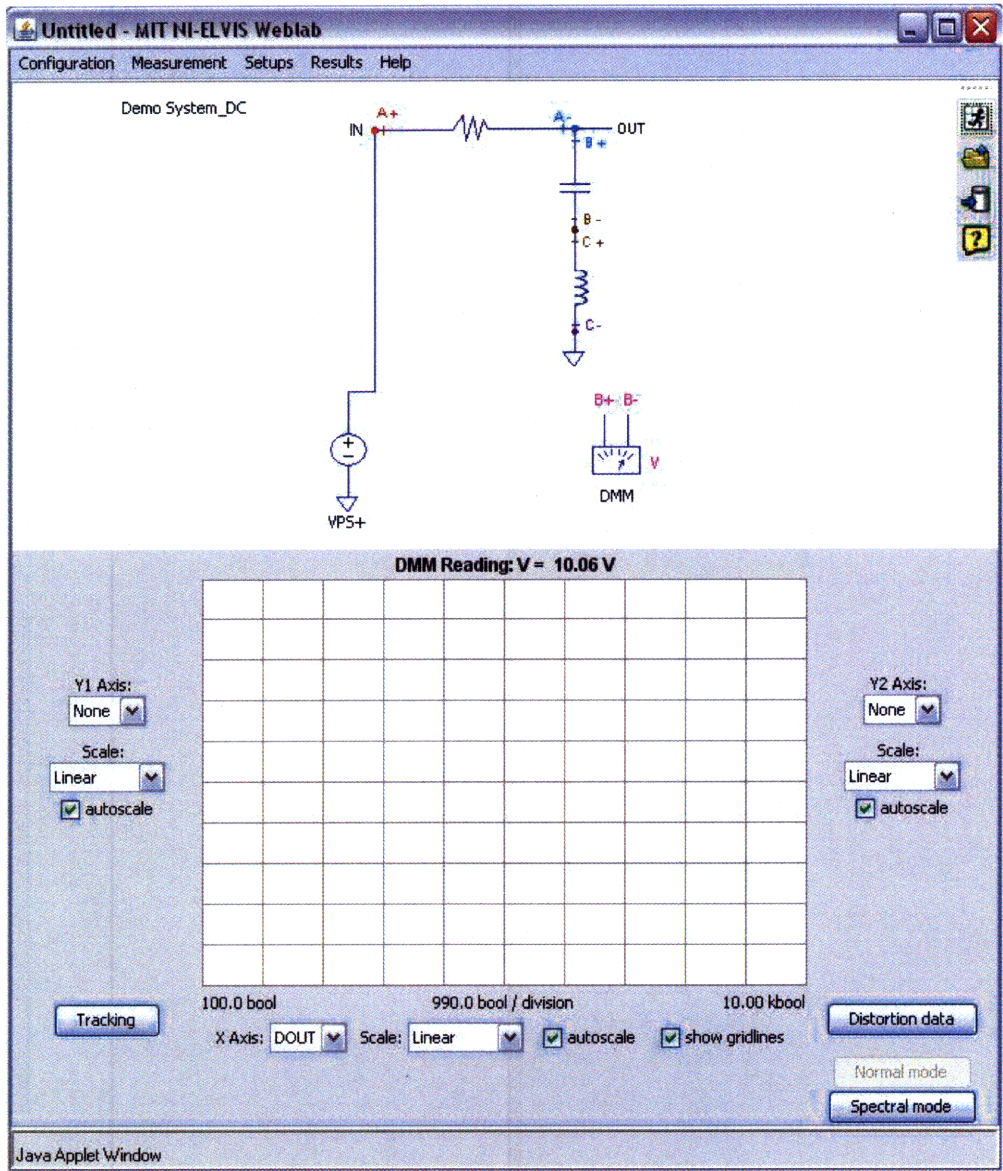 Untitled - MIT NI-ELVIS Weblab
Configuration Measurement Setups Results Help
Demo System_DC
A+
IN
A-
OUT
B+
B-
C+
C-
B+ B-
V
DMM
VPS+
DMM Reading: V = 10.06 V
Y1 Axis:
None
Scale:
Linear
autoscale
Y2 Axis:
None
Scale:
Linear
autoscale
100.0 bool 990.0 bool / division 10.00 kbool
Tracking
X Axis: DOUT Scale: Linear autoscale show gridlines
Distortion data
Normal mode
Spectral mode
Java Applet Window